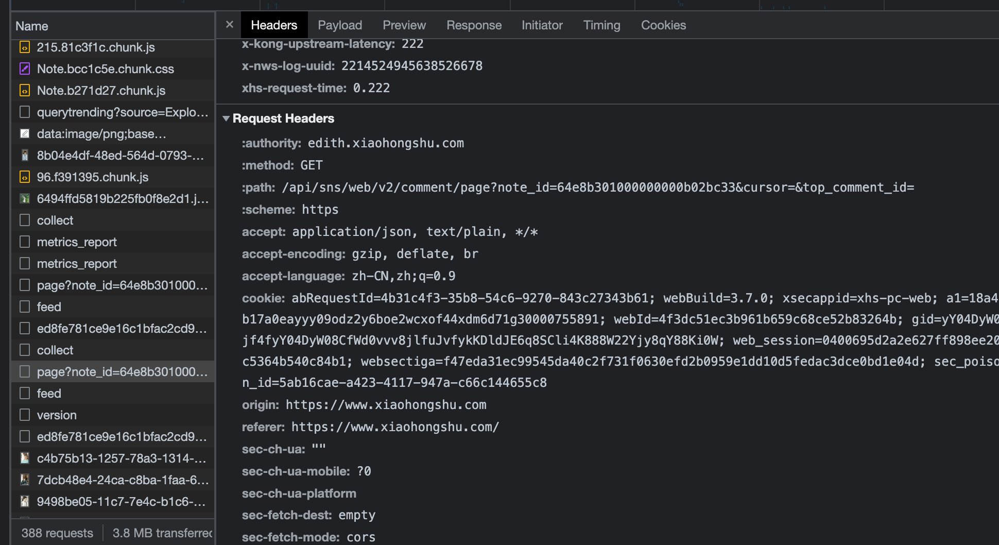 Name
215.81c3f1c.chunk.js
Note.bcc1c5e.chunk.css
Note.b271d27.chunk.js
querytrending?source=Explo...
data:image/png;base...
8b04e4df-48ed-564d-0793-...
96.f391395.chunk.js
6494ffd5819b225fb0f8e2d1.j...
collect
metrics_report
metrics_report
page?note_id=64e8b301000...
feed
ed8fe781ce9e16c1bfac2cd9...
collect
page?note_id=64e8b301000...
feed
version
ed8fe781ce9e16c1bfac2cd9...
c4b75b13-1257-78a3-1314-...
7dcb48e4-24ca-c8ba-1faa-6...
9498be05-11c7-7e4c-b1c6-...
388 requests 3.8 MB transferred
× Headers Payload Preview Response Initiator Timing Cookies
x-kong-upstream-latency: 222
x-nws-log-uuid: 2214524945638526678
xhs-request-time: 0.222
Request Headers
:authority: edith.xiaohongshu.com
:method: GET
:path: /api/sns/web/v2/comment/page?note_id=64e8b301000000000b02bc33&cursor=&top_comment_id=
:scheme: https
accept: application/json, text/plain, */*
accept-encoding: gzip, deflate, br
accept-language: zh-CN,zh;q=0.9
cookie: abRequestId=4b31c4f3-35b8-54c6-9270-843c27343b61; webBuild=3.7.0; xsecappid=xhs-pc-web; a1=18a4
b17a0eayyy09odz2y6boe2wcxof44xdm6d71g30000755891; webId=4f3dc51ec3b961b659c68ce52b83264b; gid=yY04DyW0
jf4fyY04DyW08CfWd0vvv8jlfuJvfykKDldJE6q8SCli4K888W22Yjy8qY88Ki0W; web_session=0400695d2a2e627ff898ee20
c5364b540c84b1; websectiga=f47eda31ec99545da40c2f731f0630efd2b0959e1dd10d5fedac3dce0bd1e04d; sec_poiso
n_id=5ab16cae-a423-4117-947a-c66c144655c8
origin: https://www.xiaohongshu.com
referer: https://www.xiaohongshu.com/
sec-ch-ua: ""
sec-ch-ua-mobile: ?0
sec-ch-ua-platform
sec-fetch-dest: empty
sec-fetch-mode: cors